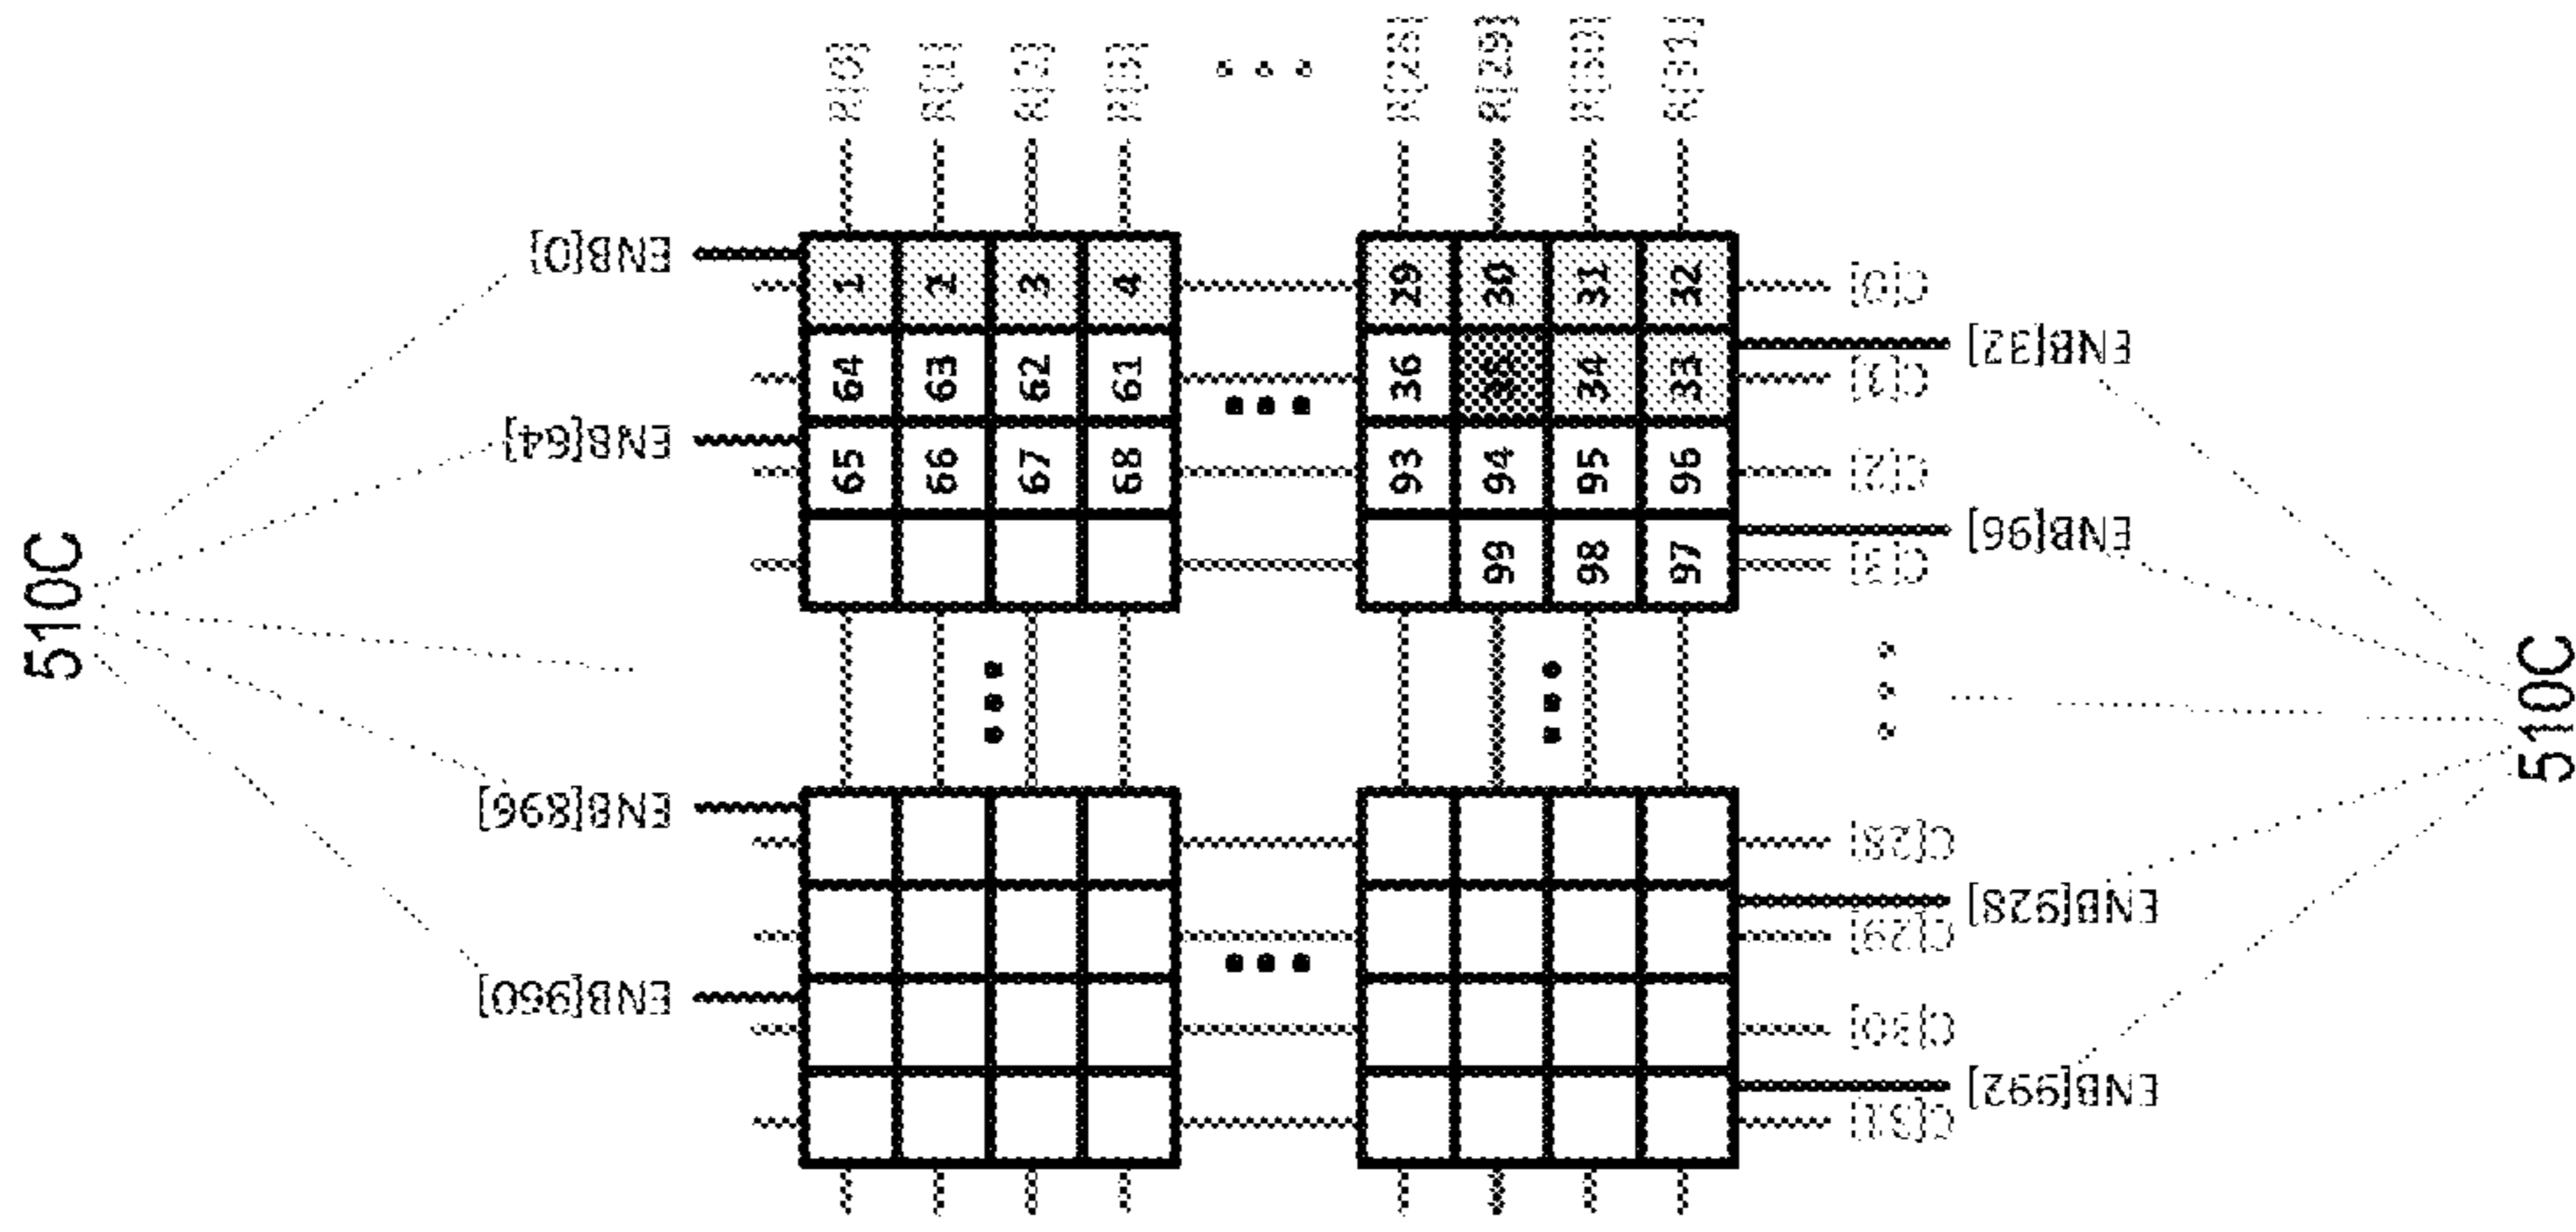 R[0] R[1] R[2] R[3] R[28] R[29] R[30] R[31]
ENB[0]
1 2 3 4 29 30 31 32
C[0]
ENB[32]
64 63 62 61 36 35 34 33
C[1]
ENB[64]
65 66 67 68 93 94 95 96
C[2]
ENB[96]
99 98 97
C[3]
510C
510C
ENB[896]
C[28]
ENB[928]
C[29]
ENB[960]
C[30]
ENB[992]
C[31]